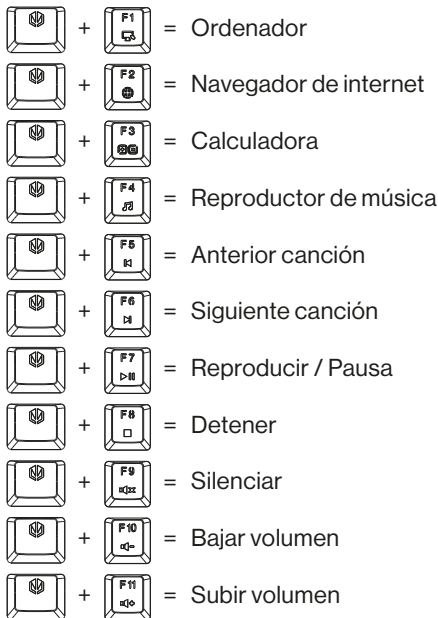 + F1 = Ordenador
+ F2 = Navegador de internet
+ F3 = Calculadora
+ F4 = Reproductor de música
+ F5 = Anterior canción
+ F6 = Siguiente canción
+ F7 = Reproducir / Pausa
+ F8 = Detener
+ F9 = Silenciar
+ F10 = Bajar volumen
+ F11 = Subir volumen